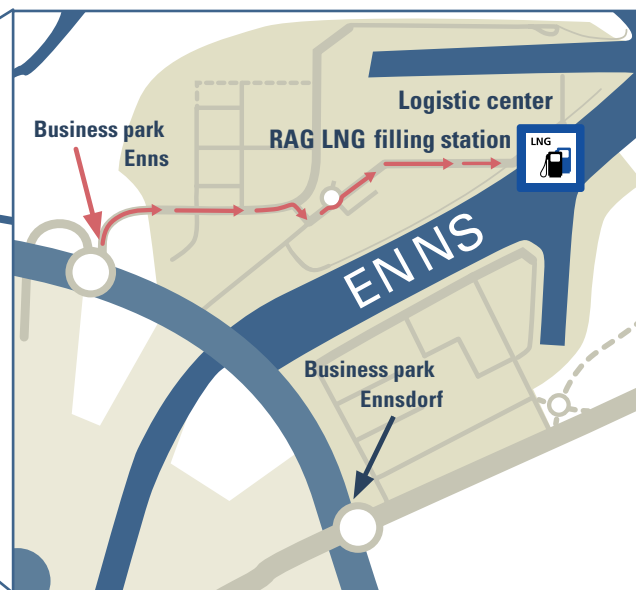 Logistic center
Business park
Enns
RAG LNG filling station
LNG
ENNS
Business park
Ennsdorf